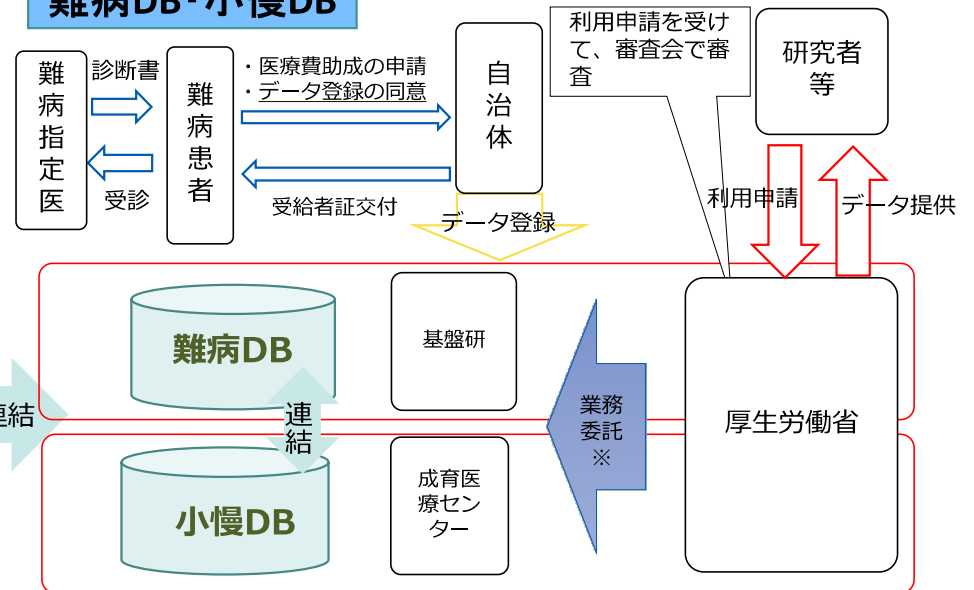 難病DB・小慢DB
難病指定医
診断書
受診
難病患者
・医療費助成の申請
・データ登録の同意
受給者証交付
自治体
データ登録
利用申請を受け
て、審査会で審
査
研究者
等
利用申請
データ提供
難病DB
基盤研
連結
連結
業務
委託
※
厚生労働省
小慢DB
成育医
療セン
ター